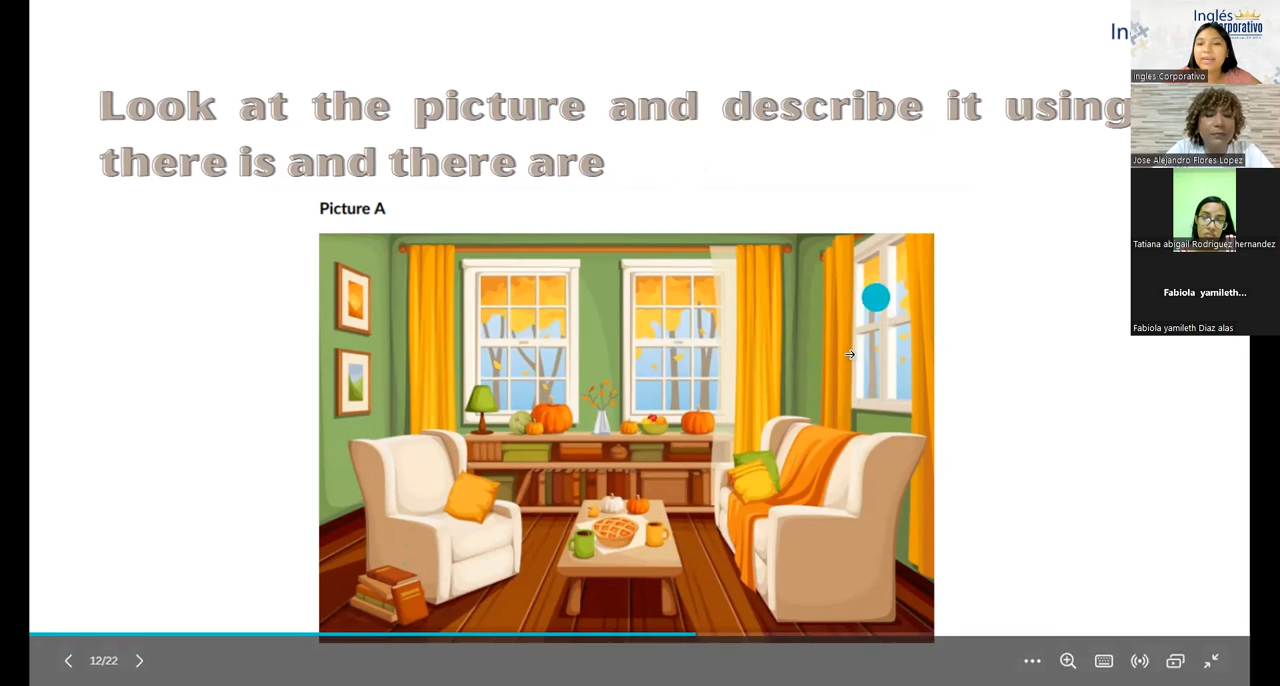 Look at the picture and describe it using
there is and there are
Picture A
12/22
In
Inglés
Corporativo
Ingles Corporativo
Jose Alejandro Flores Lopez
Tatiana abigail Rodriguez hernandez
Fabiola yamileth...
Fabiola yamileth Diaz alas